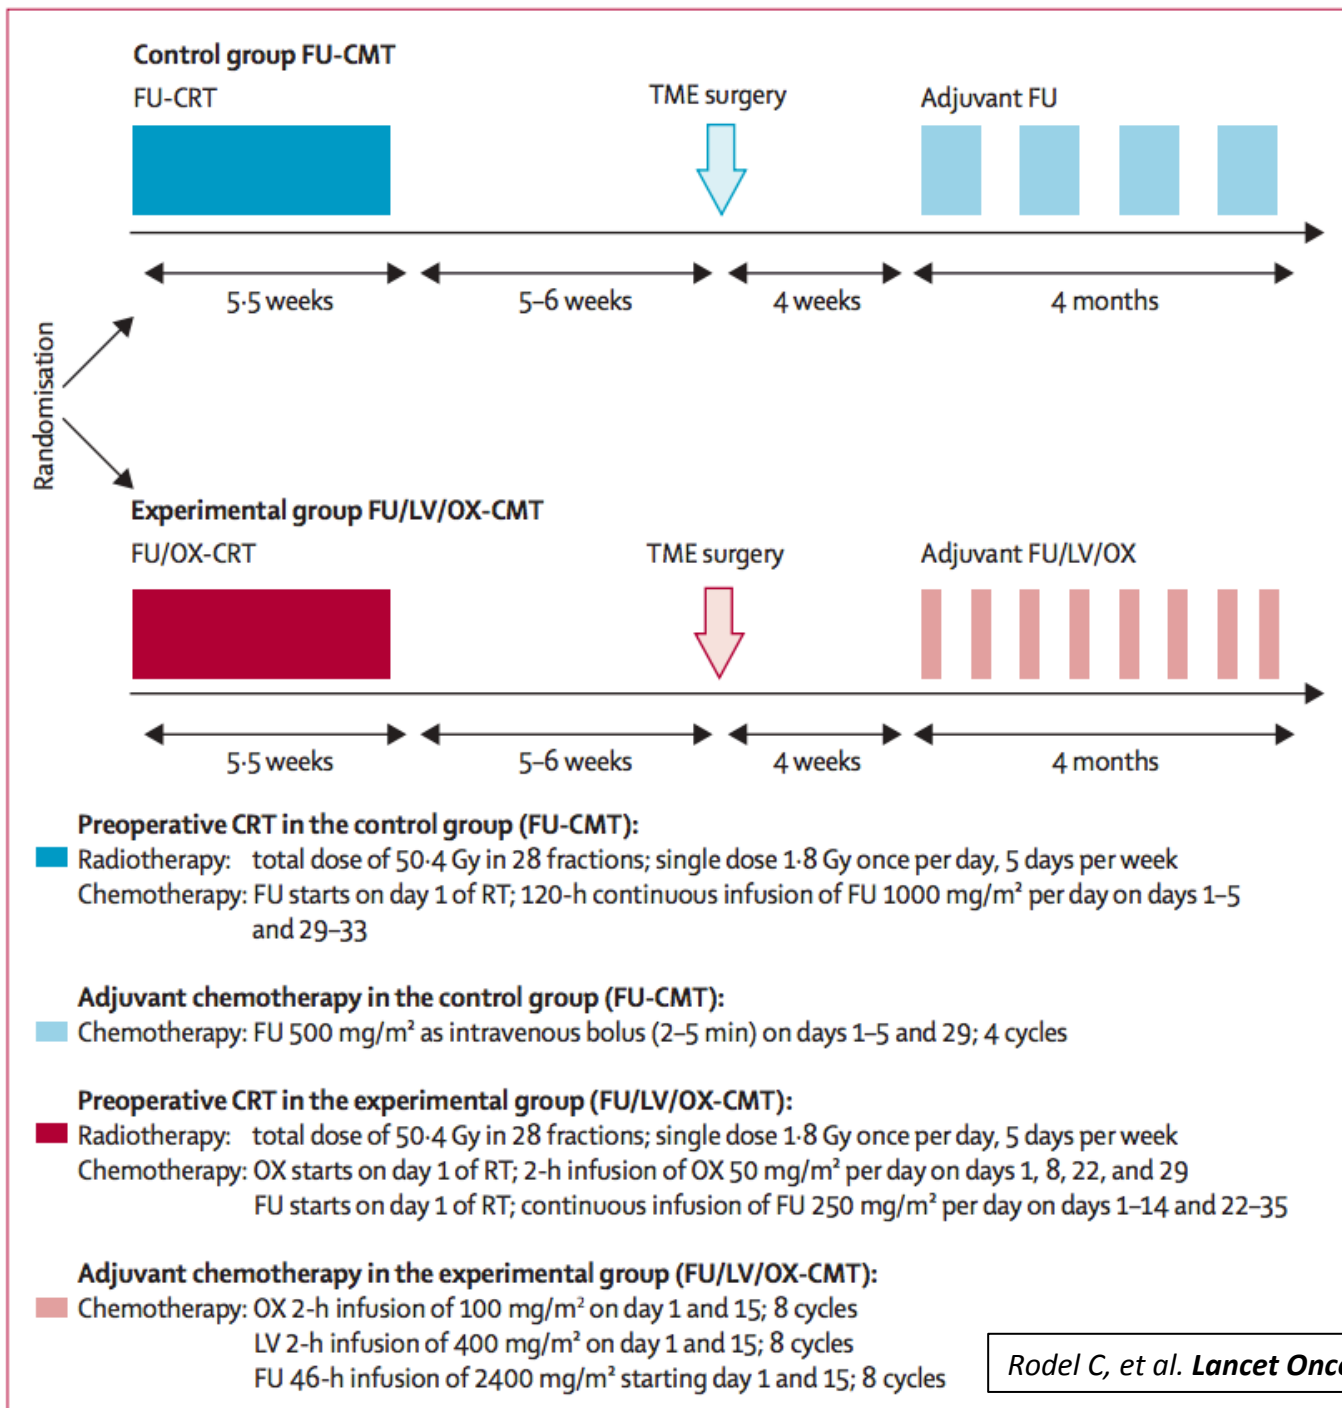 Control group FU-CMT
FU-CRT
TME surgery
Adjuvant FU
5·5 weeks
5–6 weeks
4 weeks
4 months
Randomisation
Experimental group FU/LV/OX-CMT
FU/OX-CRT
TME surgery
Adjuvant FU/LV/OX
5·5 weeks
5–6 weeks
4 weeks
4 months
Preoperative CRT in the control group (FU-CMT):
Radiotherapy: total dose of 50·4 Gy in 28 fractions; single dose 1·8 Gy once per day, 5 days per week
Chemotherapy: FU starts on day 1 of RT; 120-h continuous infusion of FU 1000 mg/m² per day on days 1–5
and 29–33
Adjuvant chemotherapy in the control group (FU-CMT):
Chemotherapy: FU 500 mg/m² as intravenous bolus (2–5 min) on days 1–5 and 29; 4 cycles
Preoperative CRT in the experimental group (FU/LV/OX-CMT):
Radiotherapy: total dose of 50·4 Gy in 28 fractions; single dose 1·8 Gy once per day, 5 days per week
Chemotherapy: OX starts on day 1 of RT; 2-h infusion of OX 50 mg/m² per day on days 1, 8, 22, and 29
FU starts on day 1 of RT; continuous infusion of FU 250 mg/m² per day on days 1–14 and 22–35
Adjuvant chemotherapy in the experimental group (FU/LV/OX-CMT):
Chemotherapy: OX 2-h infusion of 100 mg/m² on day 1 and 15; 8 cycles
LV 2-h infusion of 400 mg/m² on day 1 and 15; 8 cycles
FU 46-h infusion of 2400 mg/m² starting day 1 and 15; 8 cycles
Rodel C, et al. Lancet Onc